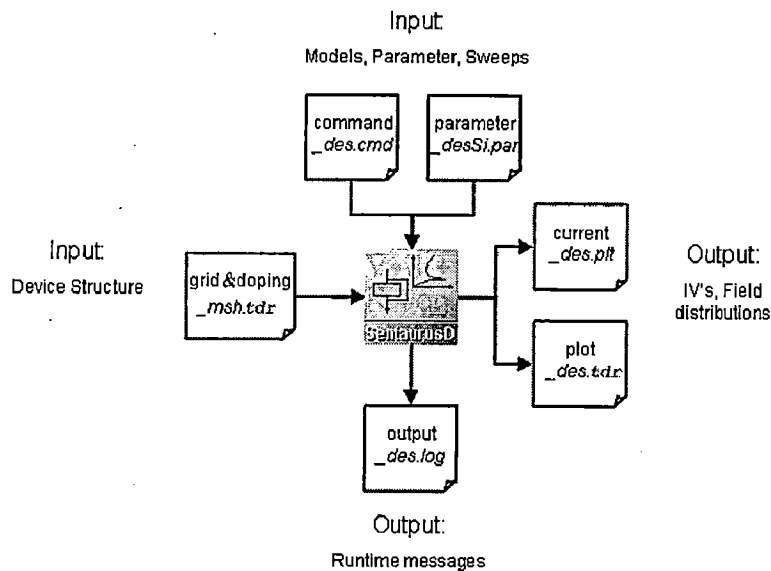 Input:
Models, Parameter, Sweeps
command
_des.cmd
parameter
_desSi.par
Input:
Device Structure
grid &doping
_msh.tdr
SentaurusD
current
_des.plt
plot
_des.tdr
Output:
IV's, Field
distributions
output
_des.log
Output:
Runtime messages